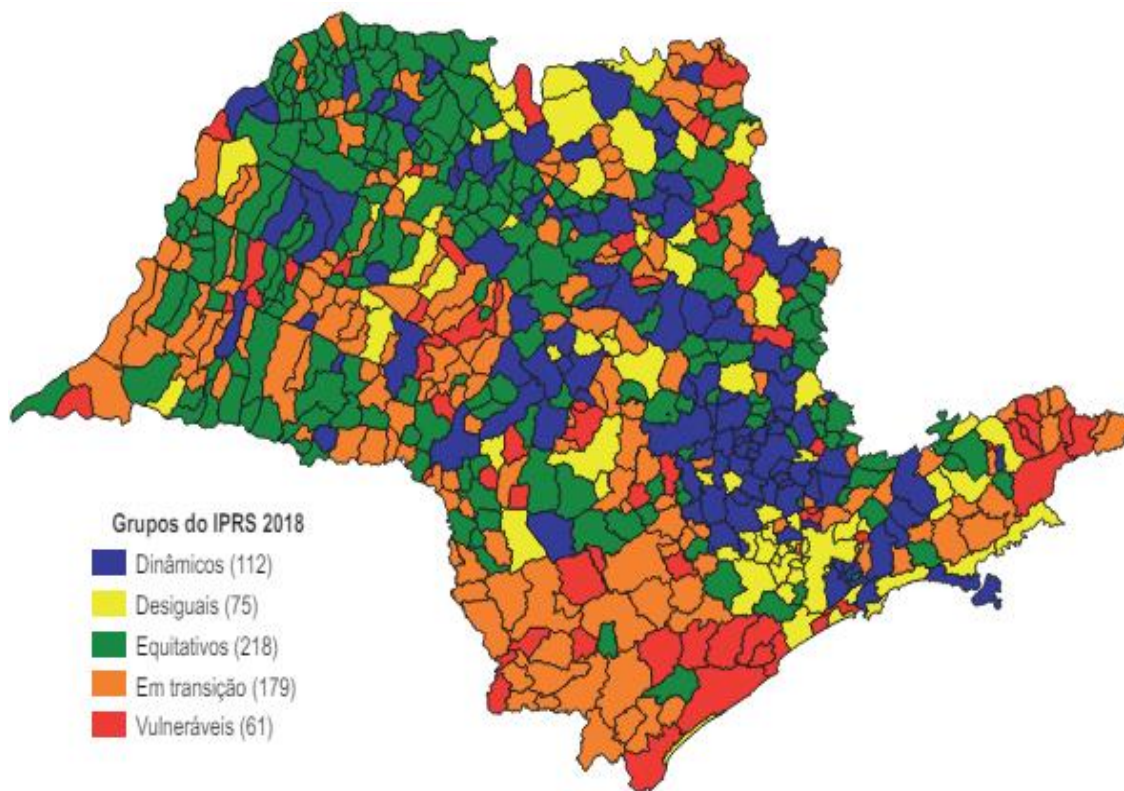 Grupos do IPRS 2018
Dinâmicos (112)
Desiguais (75)
Equitativos (218)
Em transição (179)
Vulneráveis (61)